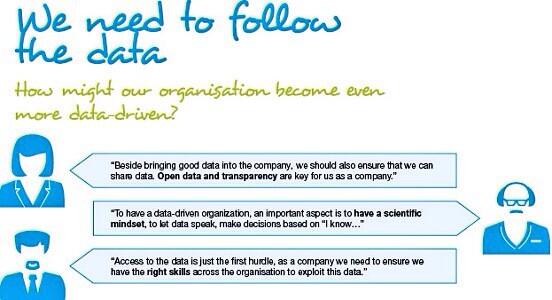 We need to follow
the data
How might our organisation become even
more data-driven?
"Beside bringing good data into the company, we should also ensure that we can
share data. Open data and transparency are key for us as a company."
"To have a data-driven organization, an important aspect is to have a scientific
mindset, to let data speak, make decisions based on "I know…"
"Access to the data is just the first hurdle, as a company we need to ensure we
have the right skills across the organisation to exploit this data."